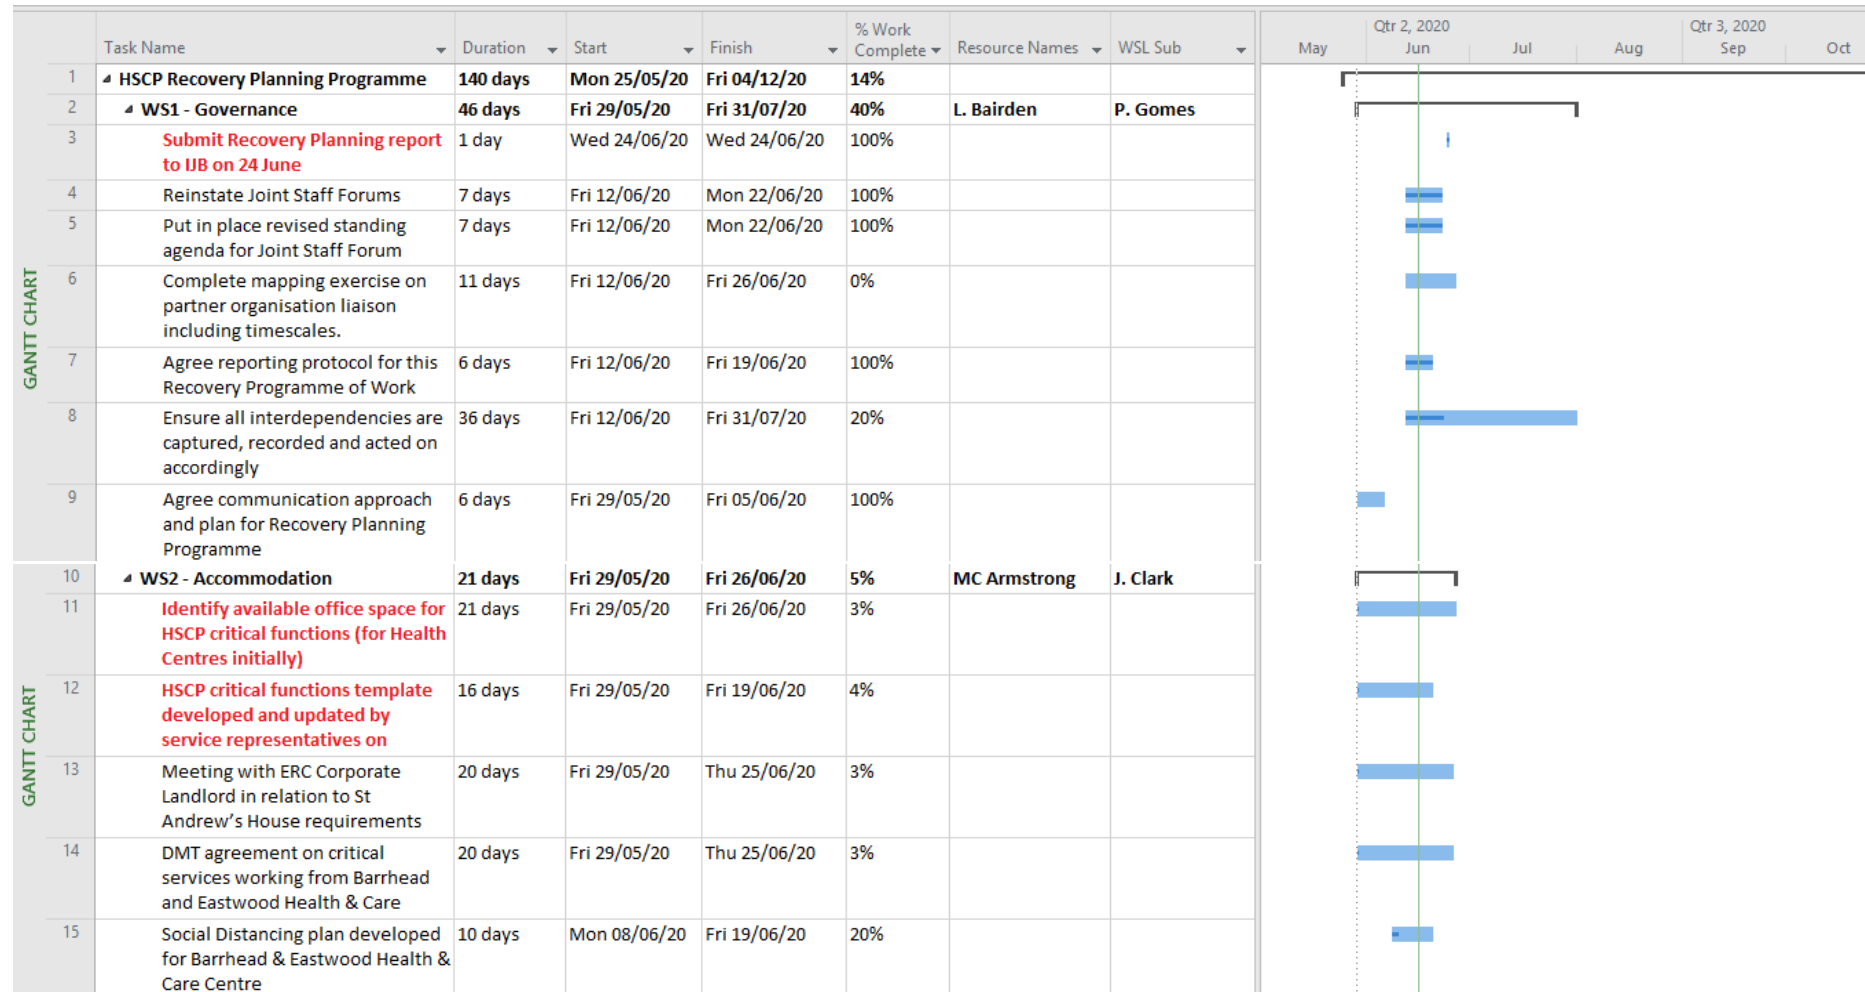 Qtr 2, 2020 Qtr 3, 2020
% Work
Task Name Duration Start Finish Complete Resource Names WSL Sub May Jun Jul Aug Sep Oct
1 HSCP Recovery Planning Programme 140 days Mon 25/05/20 Fri 04/12/20 14%
2 WS1 - Governance 46 days Fri 29/05/20 Fri 31/07/20 40% L. Bairden P. Gomes
3 Submit Recovery Planning report 1 day Wed 24/06/20 Wed 24/06/20 100%
to IJB on 24 June
4 Reinstate Joint Staff Forums 7 days Fri 12/06/20 Mon 22/06/20 100%
5 Put in place revised standing 7 days Fri 12/06/20 Mon 22/06/20 100%
agenda for Joint Staff Forum
6 Complete mapping exercise on 11 days Fri 12/06/20 Fri 26/06/20 0%
partner organisation liaison
including timescales.
7 Agree reporting protocol for this 6 days Fri 12/06/20 Fri 19/06/20 100%
Recovery Programme of Work
8 Ensure all interdependencies are 36 days Fri 12/06/20 Fri 31/07/20 20%
captured, recorded and acted on
accordingly
9 Agree communication approach 6 days Fri 29/05/20 Fri 05/06/20 100%
and plan for Recovery Planning
Programme
GANTT CHART
10 WS2 - Accommodation 21 days Fri 29/05/20 Fri 26/06/20 5% MC Armstrong J. Clark
11 Identify available office space for 21 days Fri 29/05/20 Fri 26/06/20 3%
HSCP critical functions (for Health
Centres initially)
12 HSCP critical functions template 16 days Fri 29/05/20 Fri 19/06/20 4%
developed and updated by
service representatives on
13 Meeting with ERC Corporate 20 days Fri 29/05/20 Thu 25/06/20 3%
Landlord in relation to St
Andrew’s House requirements
14 DMT agreement on critical 20 days Fri 29/05/20 Thu 25/06/20 3%
services working from Barrhead
and Eastwood Health & Care
15 Social Distancing plan developed 10 days Mon 08/06/20 Fri 19/06/20 20%
for Barrhead & Eastwood Health &
Care Centre
GANTT CHART